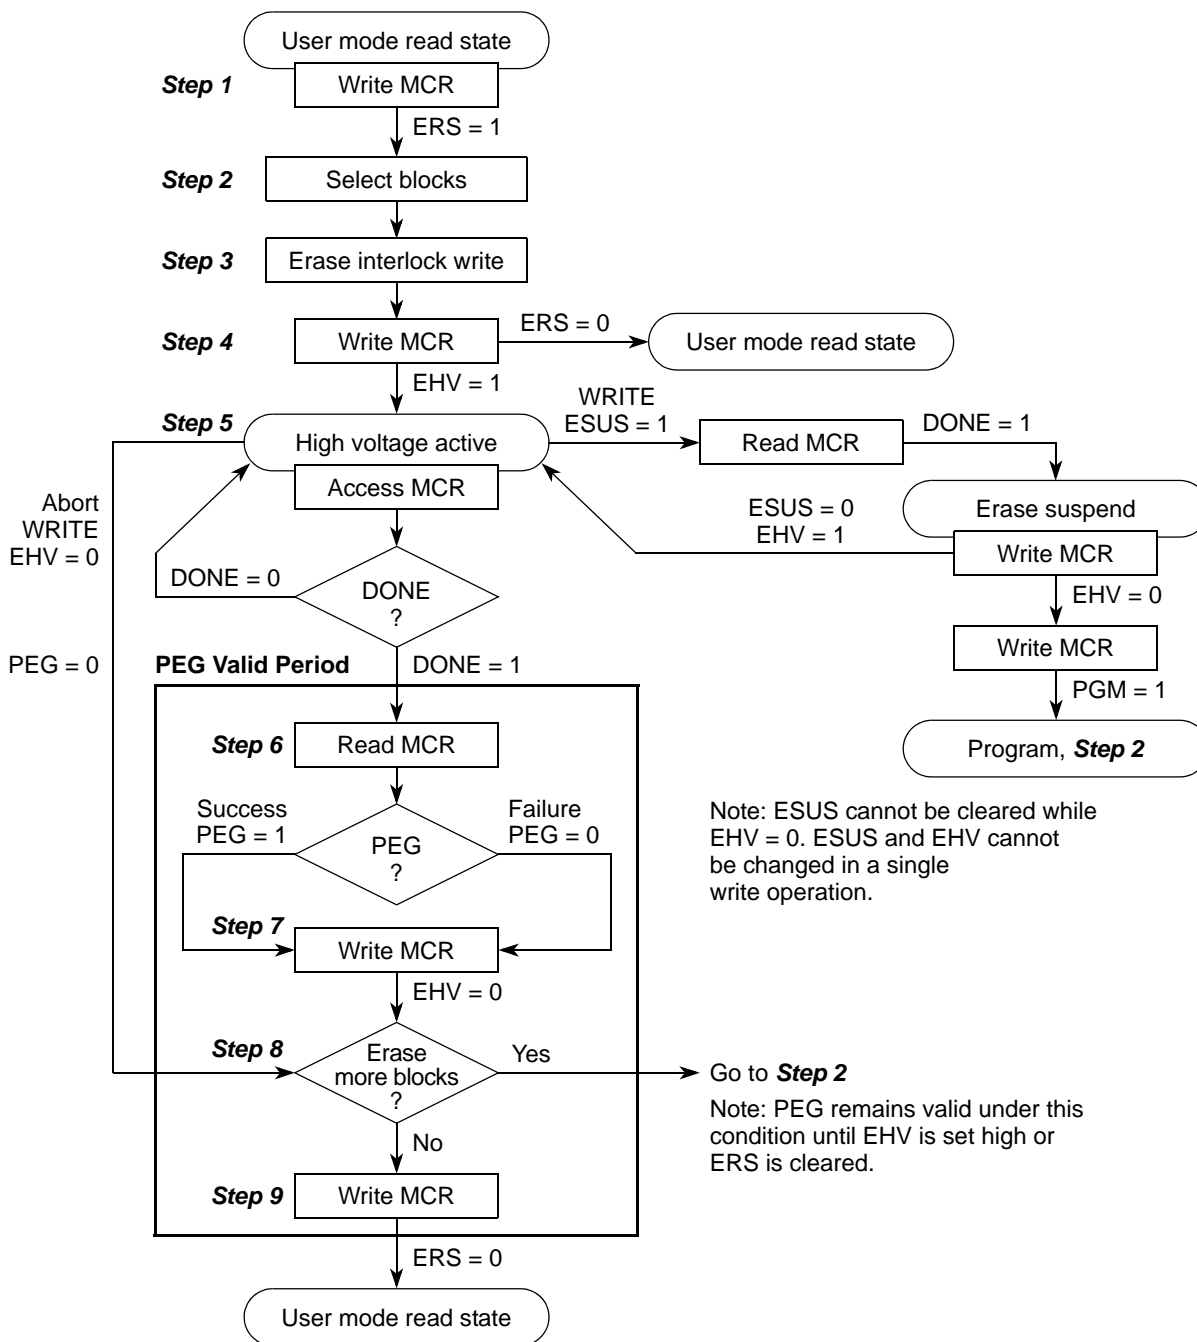 User mode read state
Step 1
Write MCR
ERS = 1
Step 2
Select blocks
Step 3
Erase interlock write
Step 4
Write MCR
ERS = 0
User mode read state
EHV = 1
Step 5
High voltage active
WRITE
ESUS = 1
Read MCR
DONE = 1
Access MCR
Abort
WRITE
EHV = 0
ESUS = 0
EHV = 1
Erase suspend
Write MCR
DONE = 0
DONE
?
EHV = 0
Write MCR
PEG = 0
PEG Valid Period
DONE = 1
PGM = 1
Step 6
Read MCR
Program, Step 2
Success
PEG = 1
Failure
PEG = 0
PEG
?
Note: ESUS cannot be cleared while
EHV = 0. ESUS and EHV cannot
be changed in a single
write operation.
Step 7
Write MCR
EHV = 0
Step 8
Erase
more blocks
?
Yes
Go to Step 2
Note: PEG remains valid under this
condition until EHV is set high or
ERS is cleared.
No
Step 9
Write MCR
ERS = 0
User mode read state